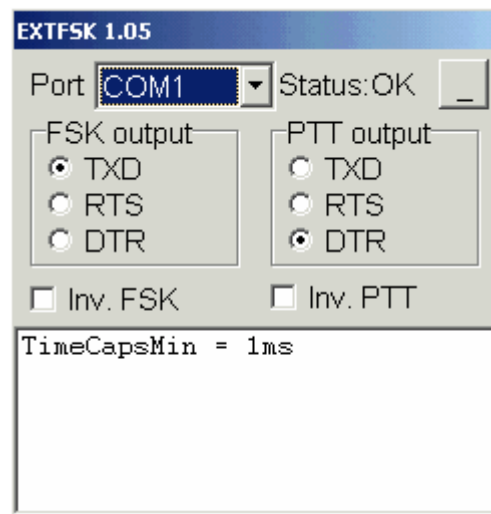 EXTFSK 1.05
Port COM1 Status:OK _
FSK output PTT output
TXD TXD
RTS RTS
DTR DTR
Inv. FSK Inv. PTT
TimeCapsMin = 1ms